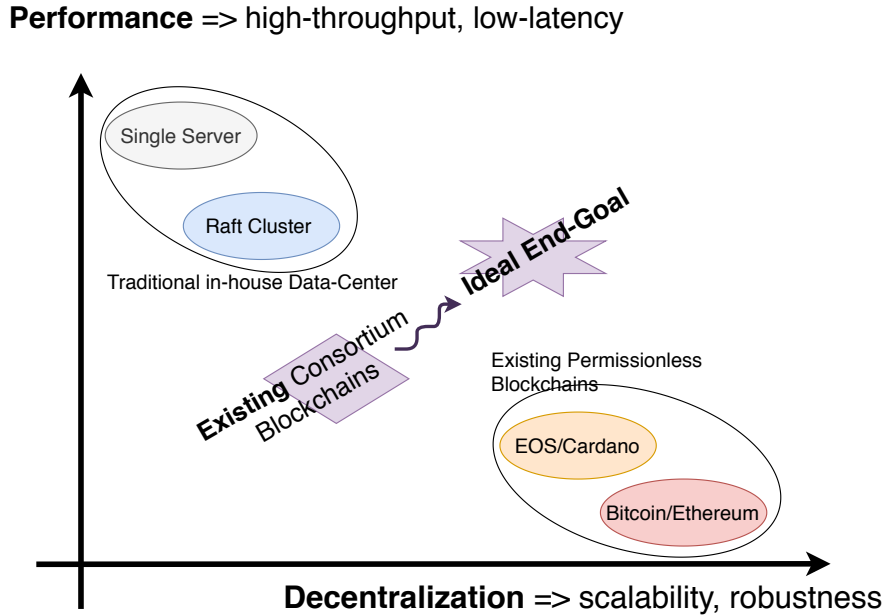 Performance => high-throughput, low-latency
Single Server
Raft Cluster
Traditional in-house Data-Center
Ideal End-Goal
Existing Consortium
Blockchains
Existing Permissionless
Blockchains
EOS/Cardano
Bitcoin/Ethereum
Decentralization => scalability, robustness